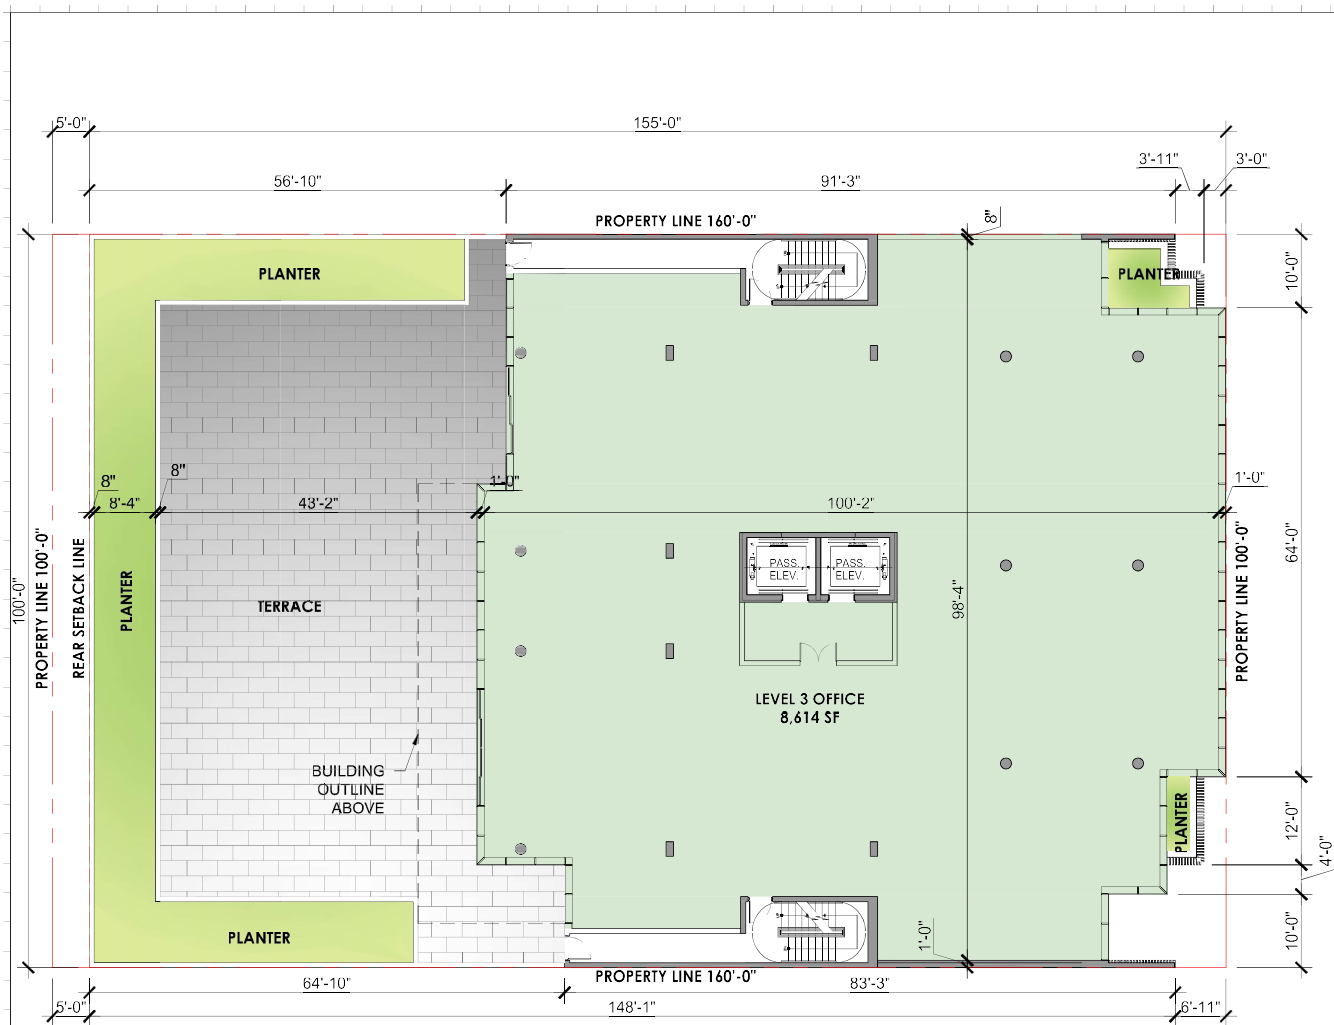 5'-0"
155'-0"
3'-11"
3'-0"
56'-10"
91'-3"
PROPERTY LINE 160'-0"
8"
PLANTER
PLANTER
10'-0"
8"
8"
1'-0"
1'-0"
8'-4"
43'-2"
100'-2"
64'-0"
100'-0"
PROPERTY LINE 100'-0"
REAR SETBACK LINE
PLANTER
TERRACE
PASS.
ELEV.
PASS.
ELEV.
98'-4"
PROPERTY LINE 100'-0"
LEVEL 3 OFFICE
8,614 SF
BUILDING
OUTLINE
ABOVE
PLANTER
12'-0"
4'-0"
PLANTER
1'-0"
10'-0"
PROPERTY LINE 160'-0"
64'-10"
83'-3"
5'-0"
148'-1"
6'-11"